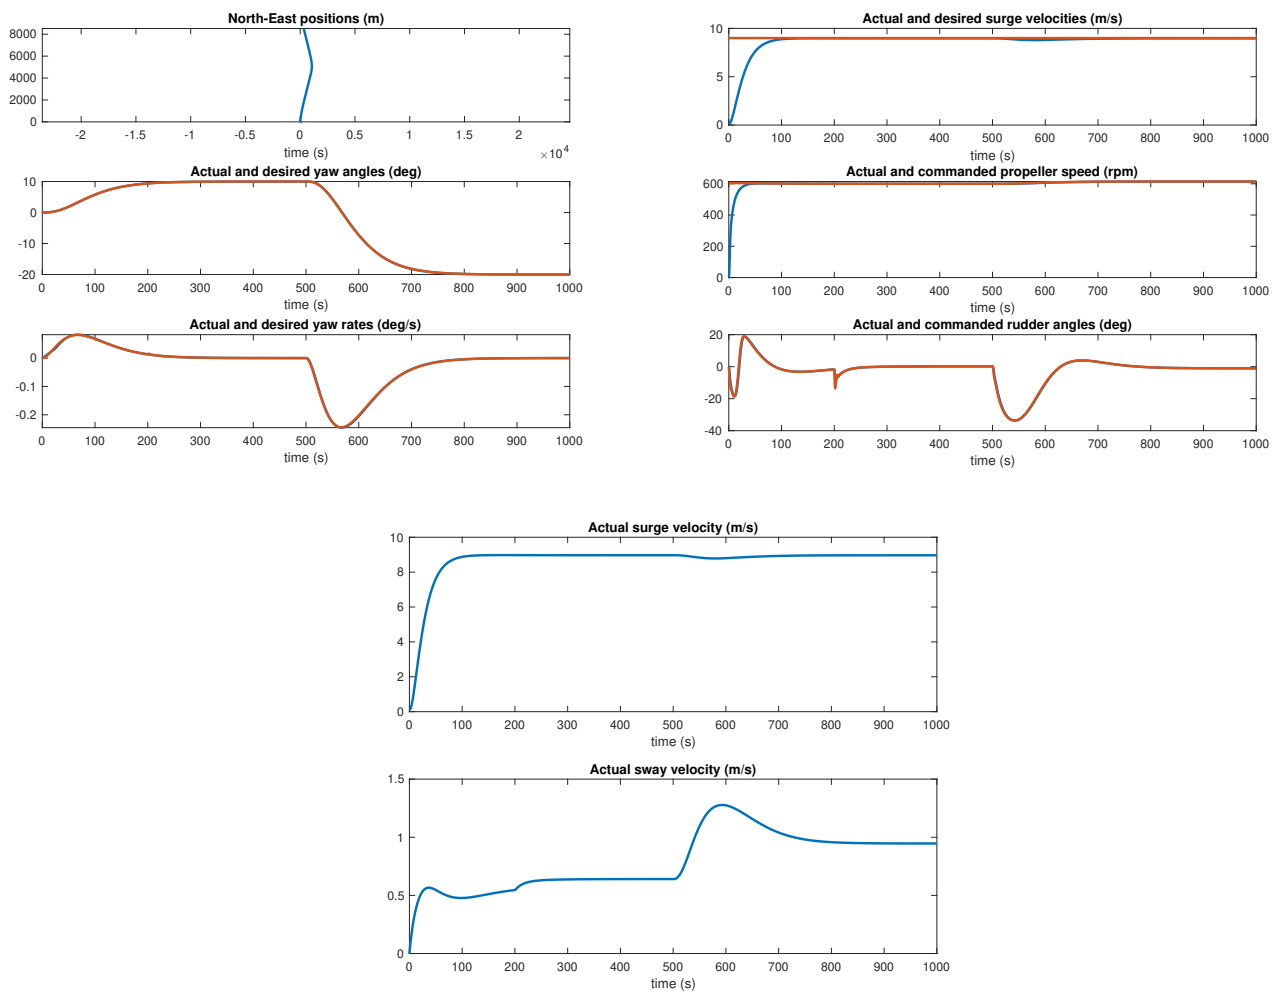 North-East positions (m)
8000
6000
4000
2000
0
-2 -1.5 -1 -0.5 0 0.5 1 1.5 2
time (s)
×10^4
Actual and desired yaw angles (deg)
10
0
-10
-20
0 100 200 300 400 500 600 700 800 900 1000
time (s)
Actual and desired yaw rates (deg/s)
0
-0.1
-0.2
0 100 200 300 400 500 600 700 800 900 1000
time (s)
Actual and desired surge velocities (m/s)
10
5
0
0 100 200 300 400 500 600 700 800 900 1000
time (s)
Actual and commanded propeller speed (rpm)
600
400
200
0
0 100 200 300 400 500 600 700 800 900 1000
time (s)
Actual and commanded rudder angles (deg)
20
0
-20
-40
0 100 200 300 400 500 600 700 800 900 1000
time (s)
Actual surge velocity (m/s)
10
8
6
4
2
0
0 100 200 300 400 500 600 700 800 900 1000
time (s)
Actual sway velocity (m/s)
1.5
1
0.5
0
0 100 200 300 400 500 600 700 800 900 1000
time (s)